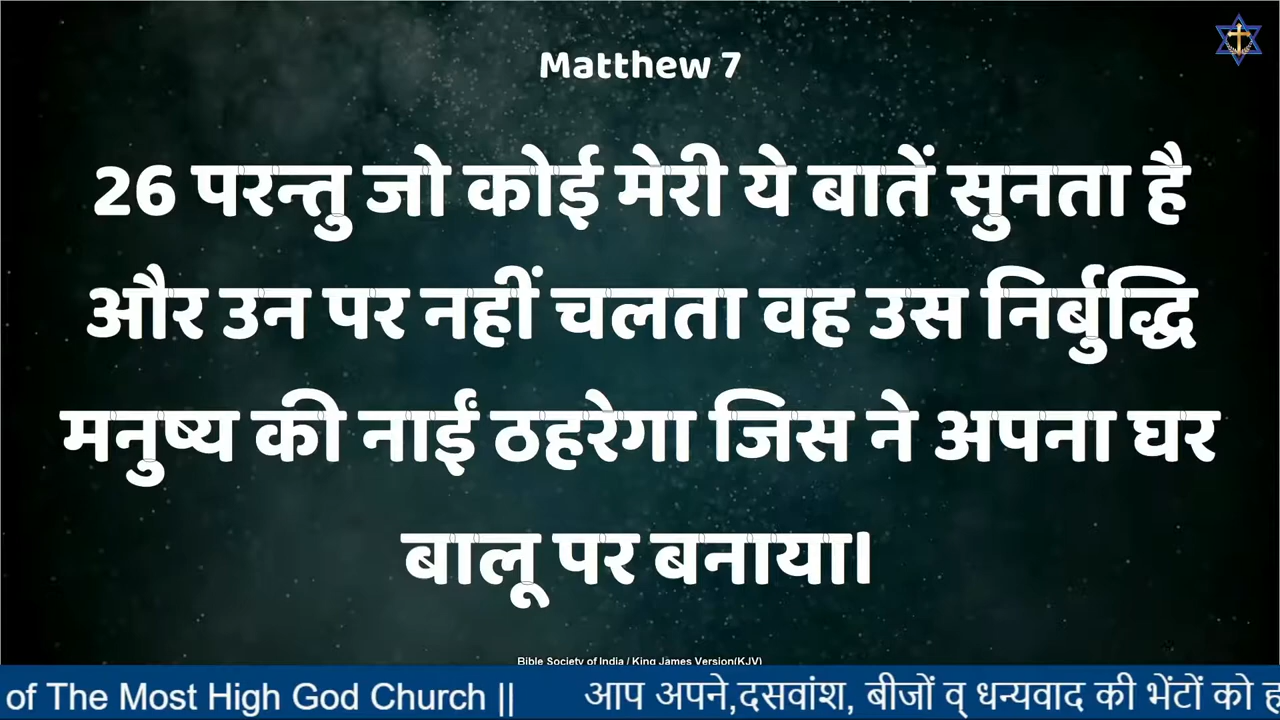 Matthew 7
26 परन्तु जो कोई मेरी ये बातें सुनता है
और उन पर नहीं चलता वह उस निर्बुद्धि
मनुष्य की नाईं ठहरेगा जिस ने अपना घर
बालू पर बनाया।
Bible Society of India / King James Version(KJV)
of The Most High God Church || आप अपने,दसवांश, बीजों व् धन्यवाद की भेंटों को